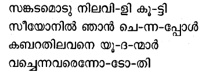 സങ്കടമൊടു നിലവി-ളി കൂ-ട്ടി
സീയോനിൽ ഞാൻ ചെ-ന്ന-പ്പോൾ
കബറതിലവനെ യൂ-ദ-ന്മാർ
വച്ചെന്നവരെന്നോ-ടോ-തി